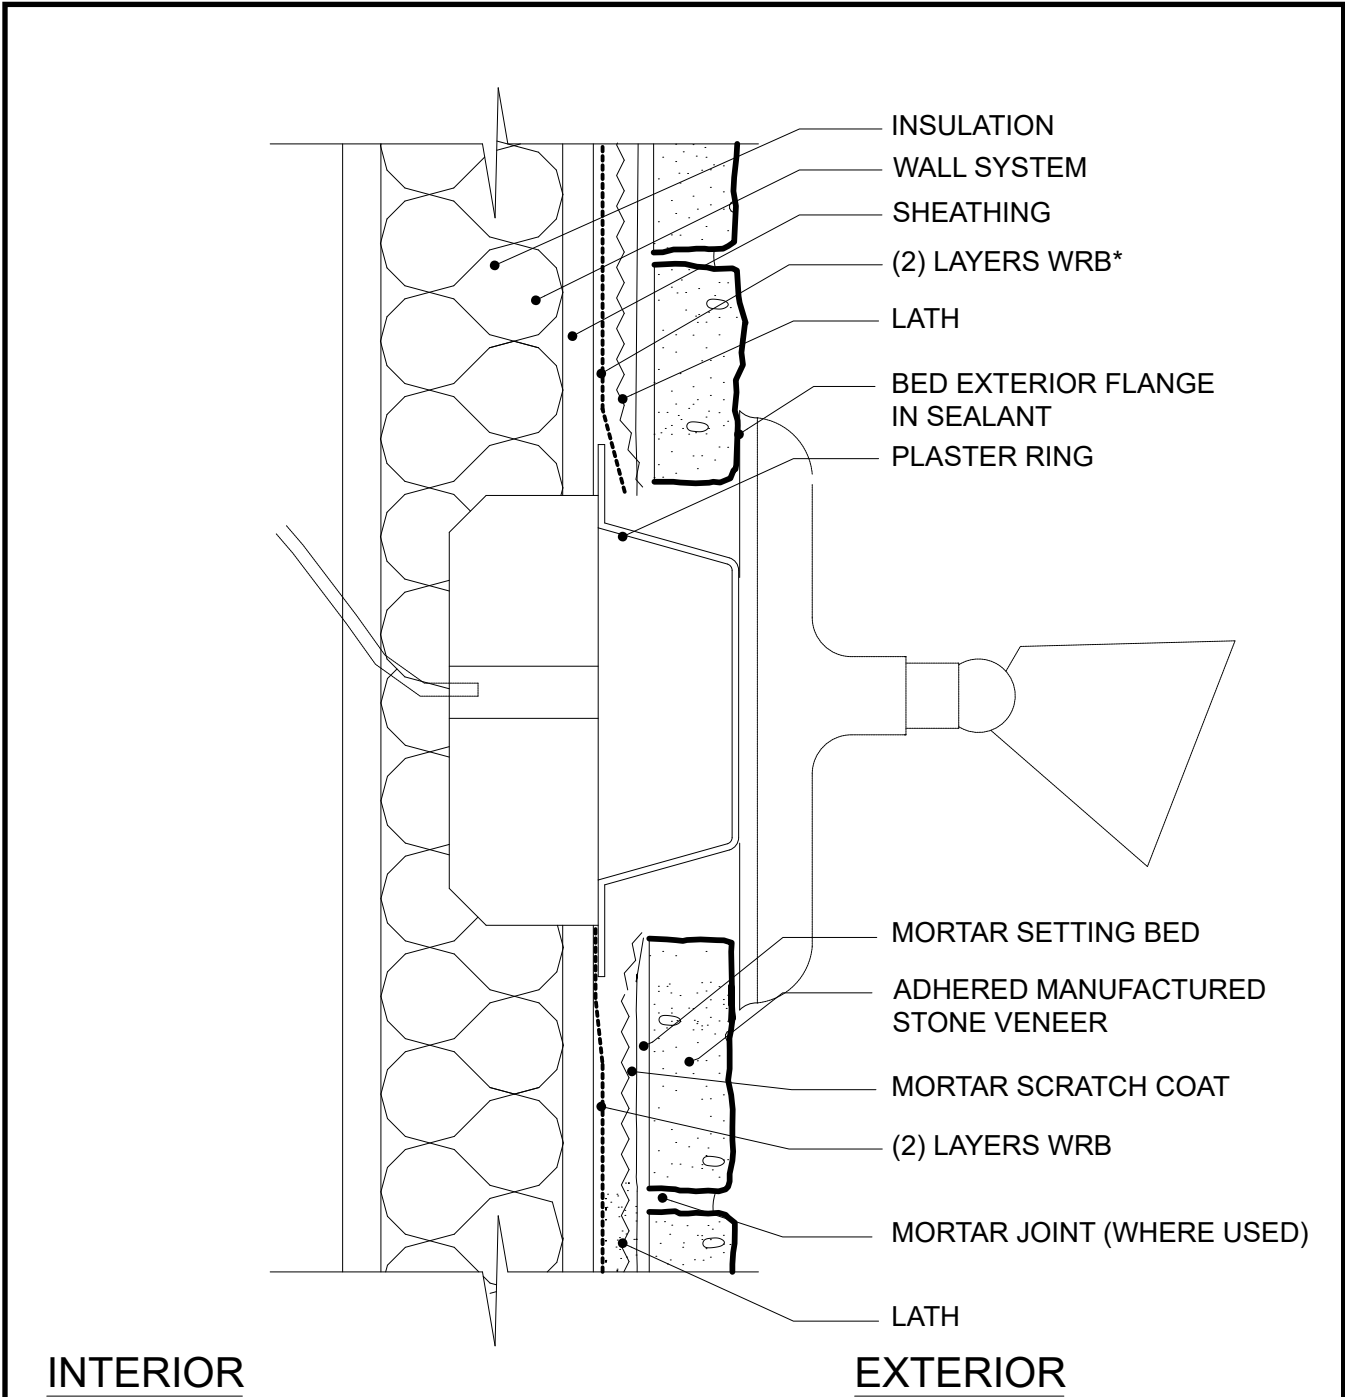 INSULATION
WALL SYSTEM
SHEATHING
(2) LAYERS WRB*
LATH
BED EXTERIOR FLANGE
IN SEALANT
PLASTER RING
MORTAR SETTING BED
ADHERED MANUFACTURED
STONE VENEER
MORTAR SCRATCH COAT
(2) LAYERS WRB
MORTAR JOINT (WHERE USED)
LATH
INTERIOR
EXTERIOR